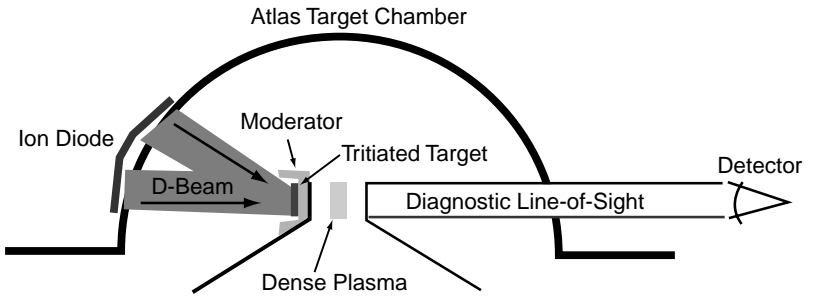 Atlas Target Chamber
Ion Diode
Moderator
Tritiated Target
Detector
D-Beam
Diagnostic Line-of-Sight
Dense Plasma